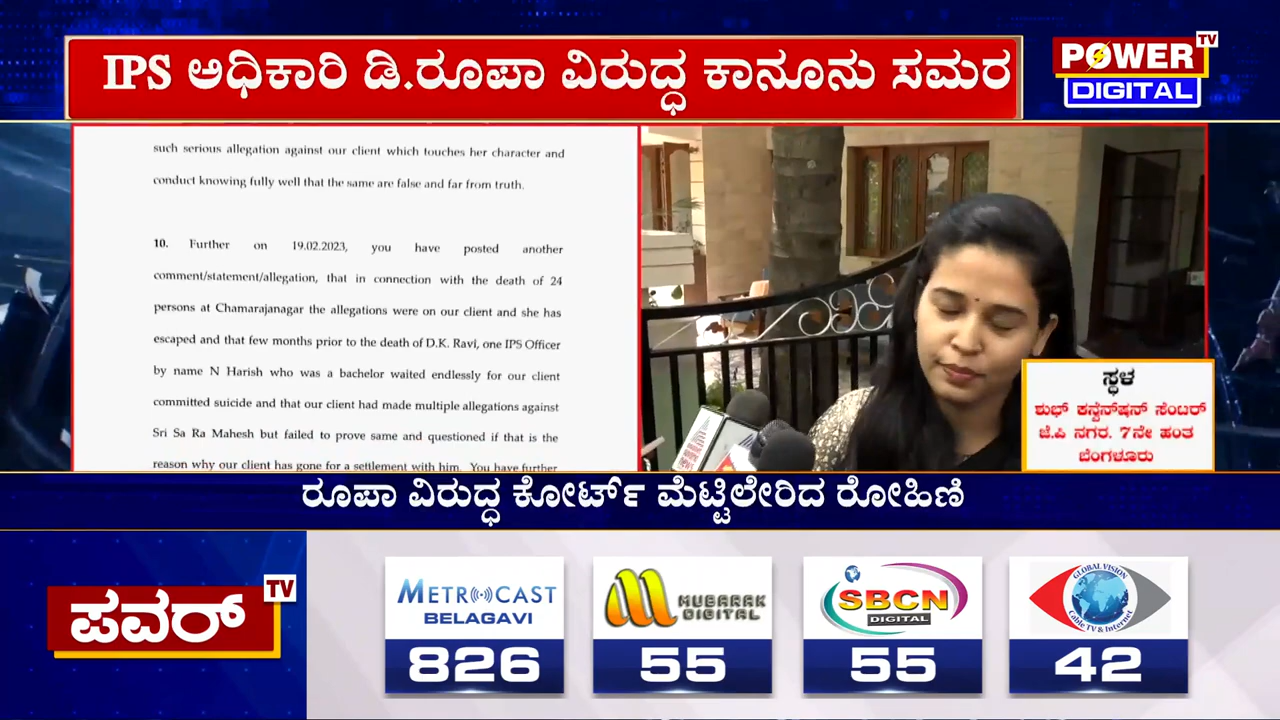 IPS ಅಧಿಕಾರಿ ಡಿ.ರೂಪಾ ವಿರುದ್ಧ ಕಾನೂನು ಸಮರ
POWER TV
DIGITAL
such serious allegation against our client which touches her character and
conduct knowing fully well that the same are false and far from truth.
10. Further on 19.02.2023, you have posted another
comment/statement/allegation, that in connection with the death of 24
persons at Chamarajanagar the allegations were on our client and she has
escaped and that few months prior to the death of D.K. Ravi, one IPS Officer
by name N Harish who was a bachelor waited endlessly for our client
committed suicide and that our client had made multiple allegations against
Sri Sa Ra Mahesh but failed to prove same and questioned if that is the
reason why our client has gone for a settlement with him. You have further
ಸ್ಥಳ
ಶುಭ್ ಕನ್ವೆನ್ಷನ್ ಸೆಂಟರ್
ಜೆ.ಪಿ ನಗರ. 7ನೇ ಹಂತ
ಬೆಂಗಳೂರು
ರೂಪಾ ವಿರುದ್ಧ ಕೋರ್ಟ್ ಮೆಟ್ಟಿಲೇರಿದ ರೋಹಿಣಿ
ಪವರ್ TV
METROCAST
BELAGAVI
826
MUBARAK
DIGITAL
55
SBCN
DIGITAL
55
GLOBAL VISION
Cable TV & Internet
42